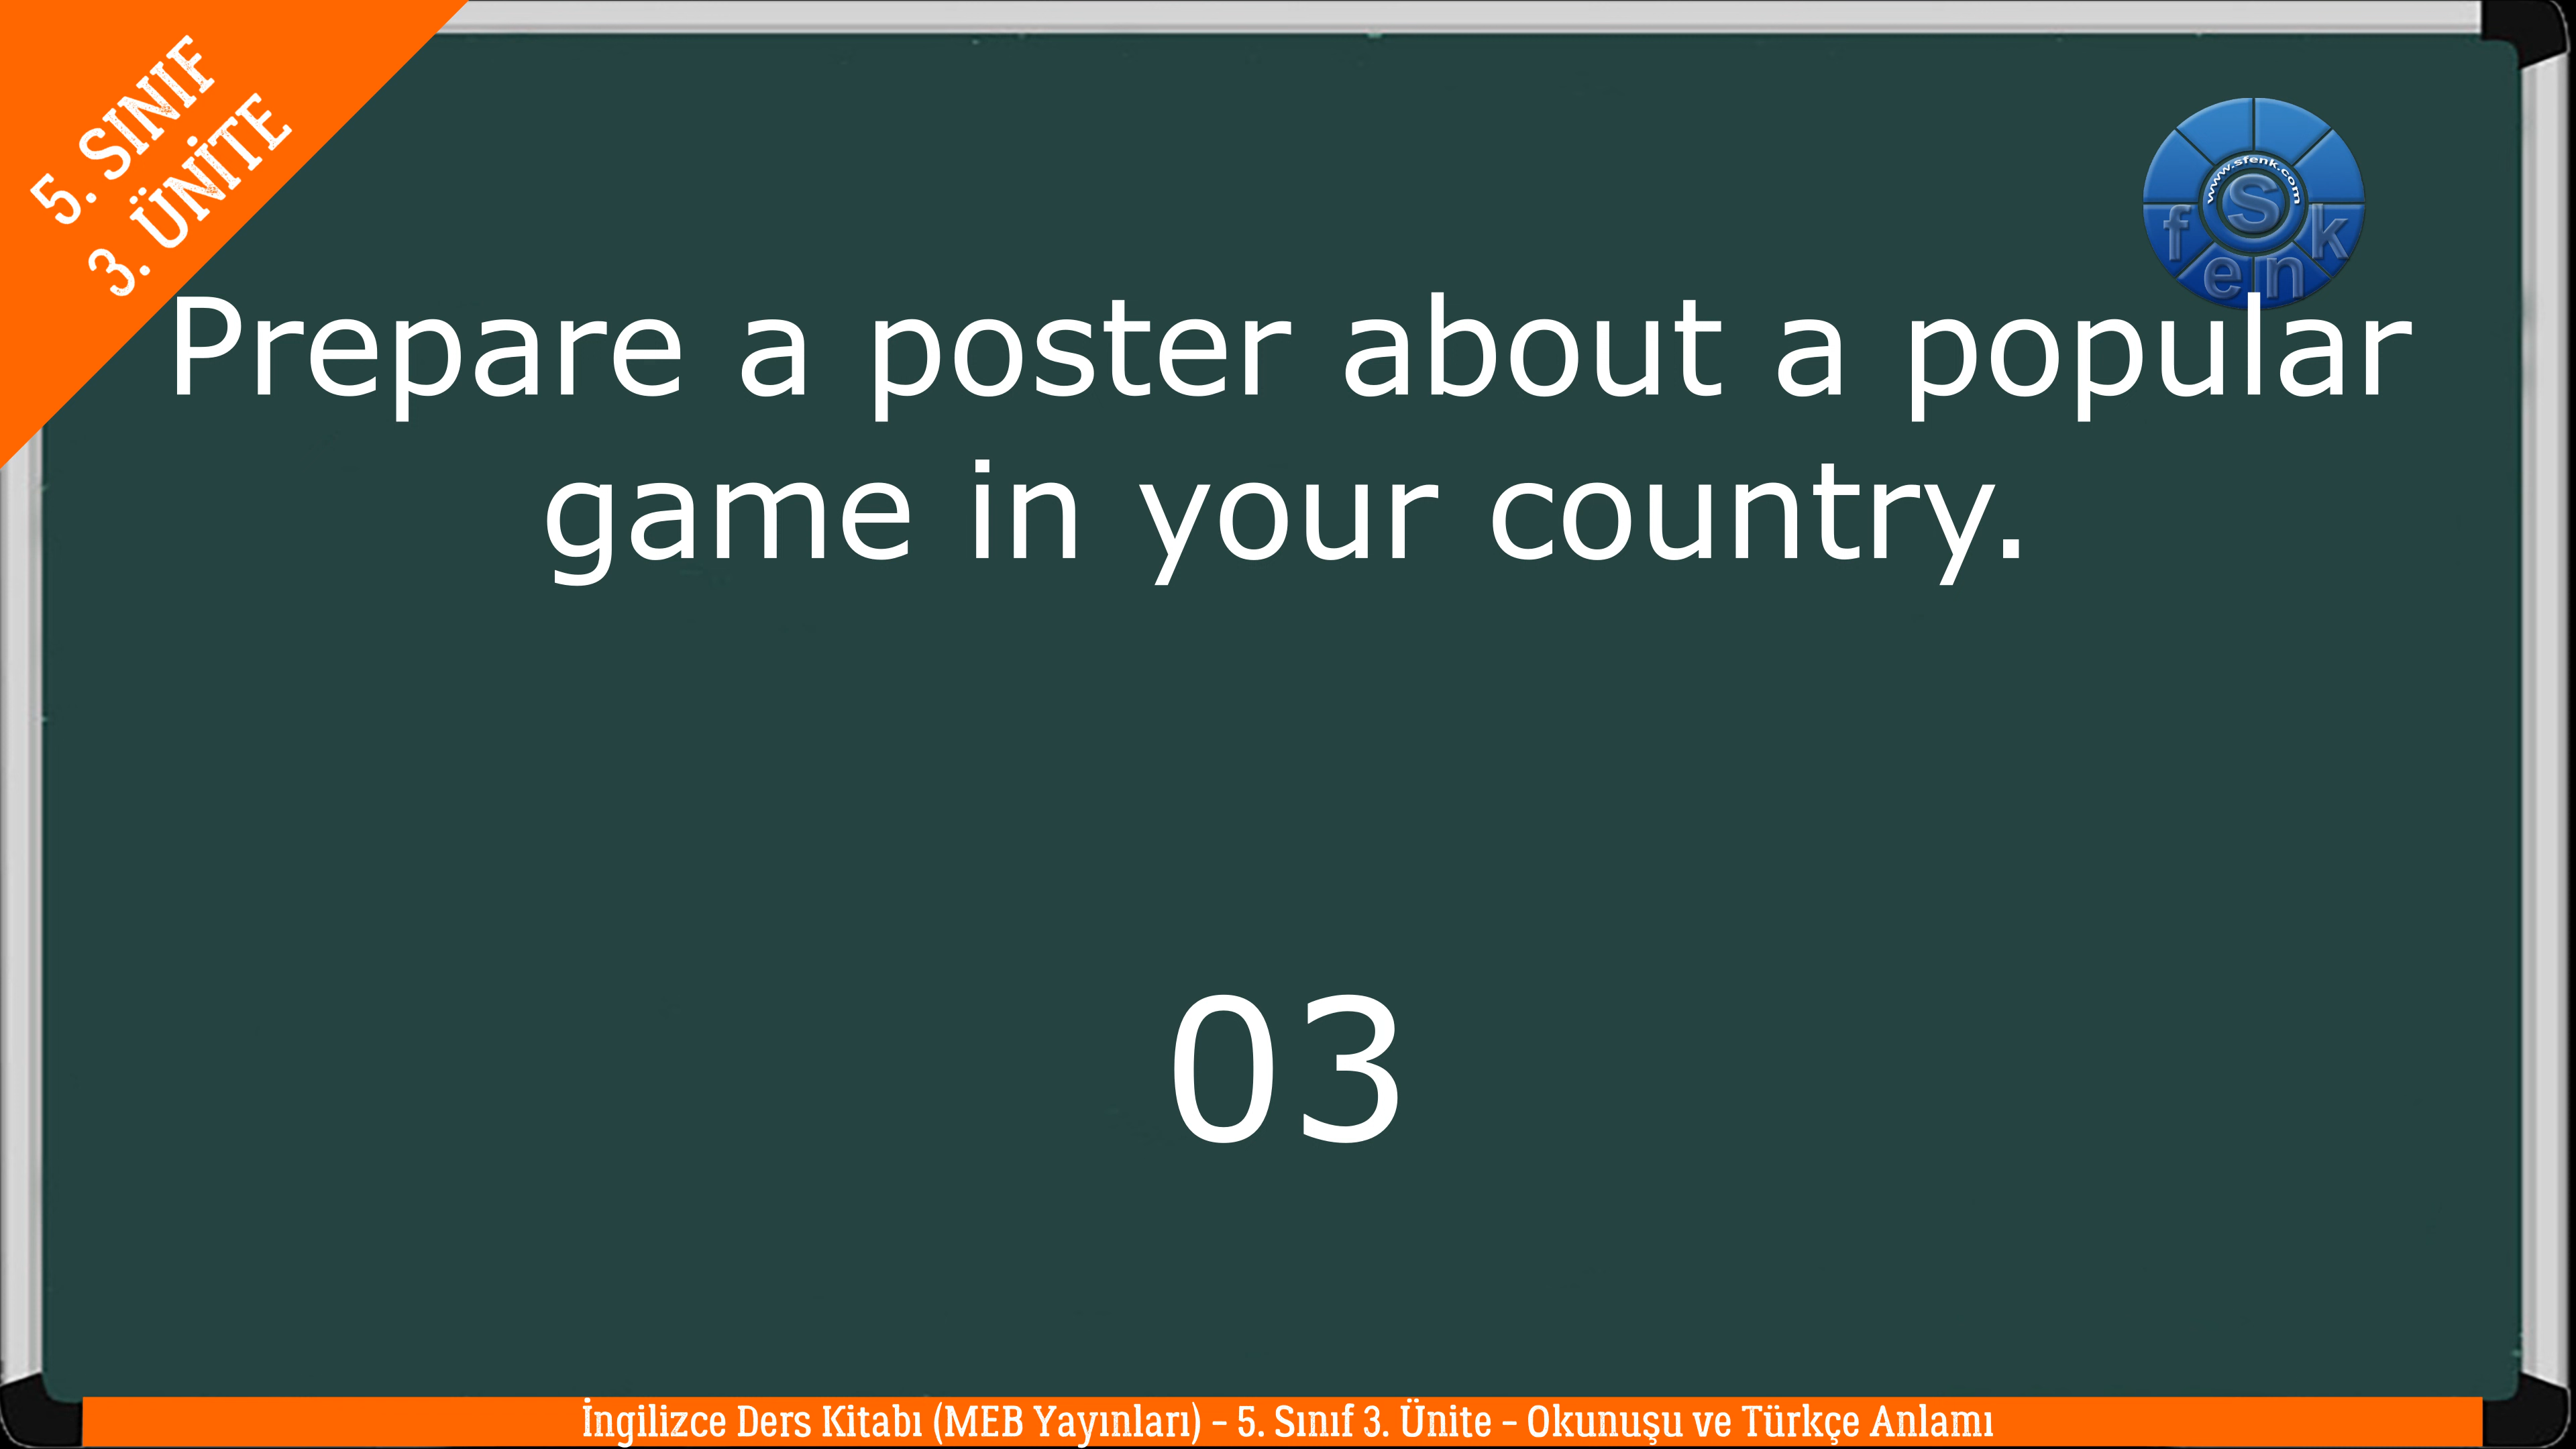 5. SINIF
3. ÜNİTE
www.sfenk.com
S
f e n k
Prepare a poster about a popular
game in your country.
03
İngilizce Ders Kitabı (MEB Yayınları) – 5. Sınıf 3. Ünite – Okunuşu ve Türkçe Anlamı